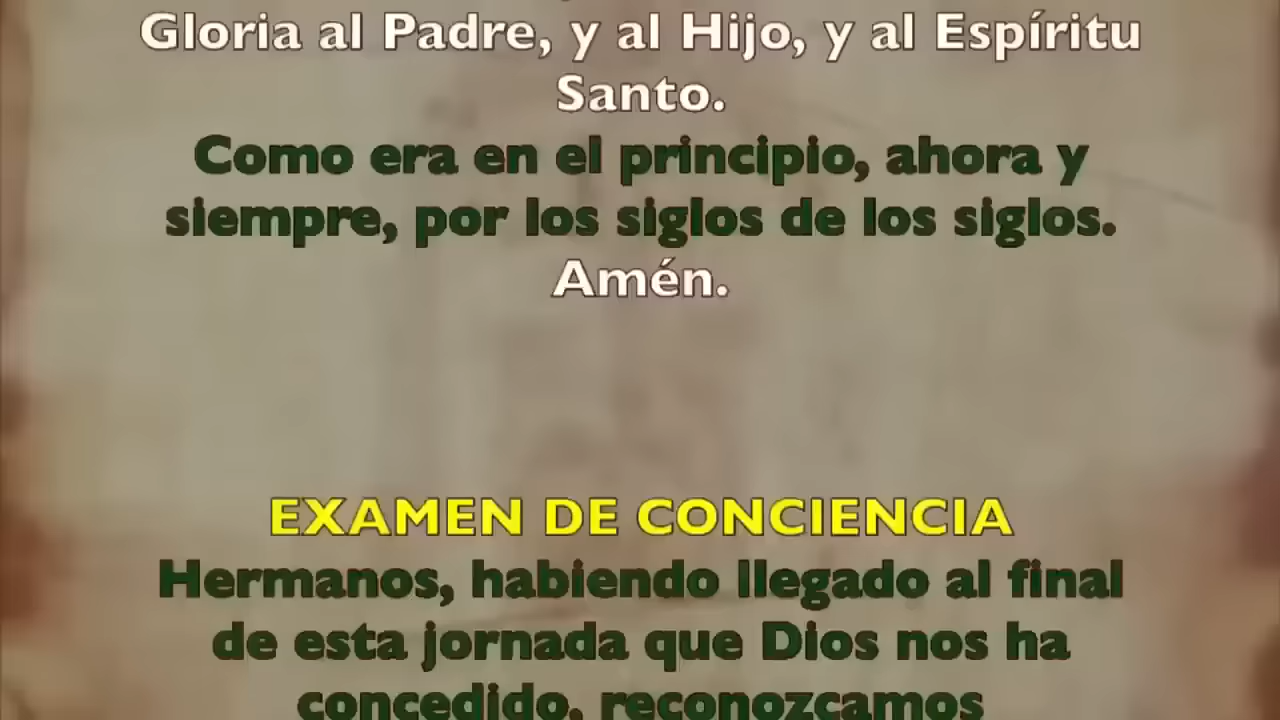 Gloria al Padre, y al Hijo, y al Espíritu
Santo.
Como era en el principio, ahora y
siempre, por los siglos de los siglos.
Amén.
EXAMEN DE CONCIENCIA
Hermanos, habiendo llegado al final
de esta jornada que Dios nos ha
concedido, reconozcamos